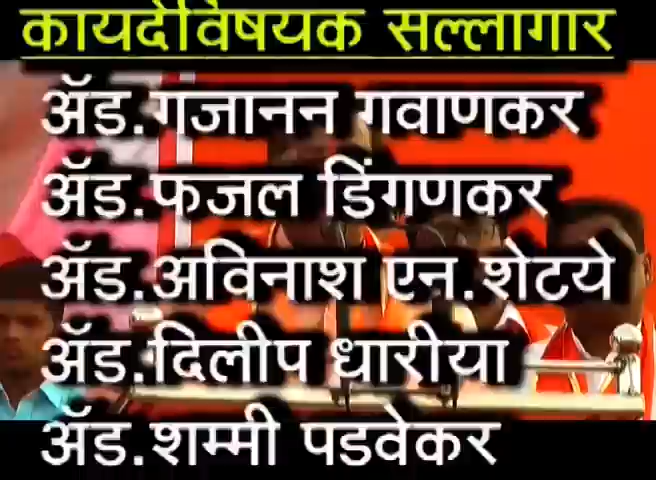 कायदेविषयक सल्लागार
ॲड.गजानन गवाणकर
ॲड.फजल डिंगणकर
ॲड.अविनाश एन.शेटये
ॲड.दिलीप धारीया
ॲड.शम्मी पडवेकर